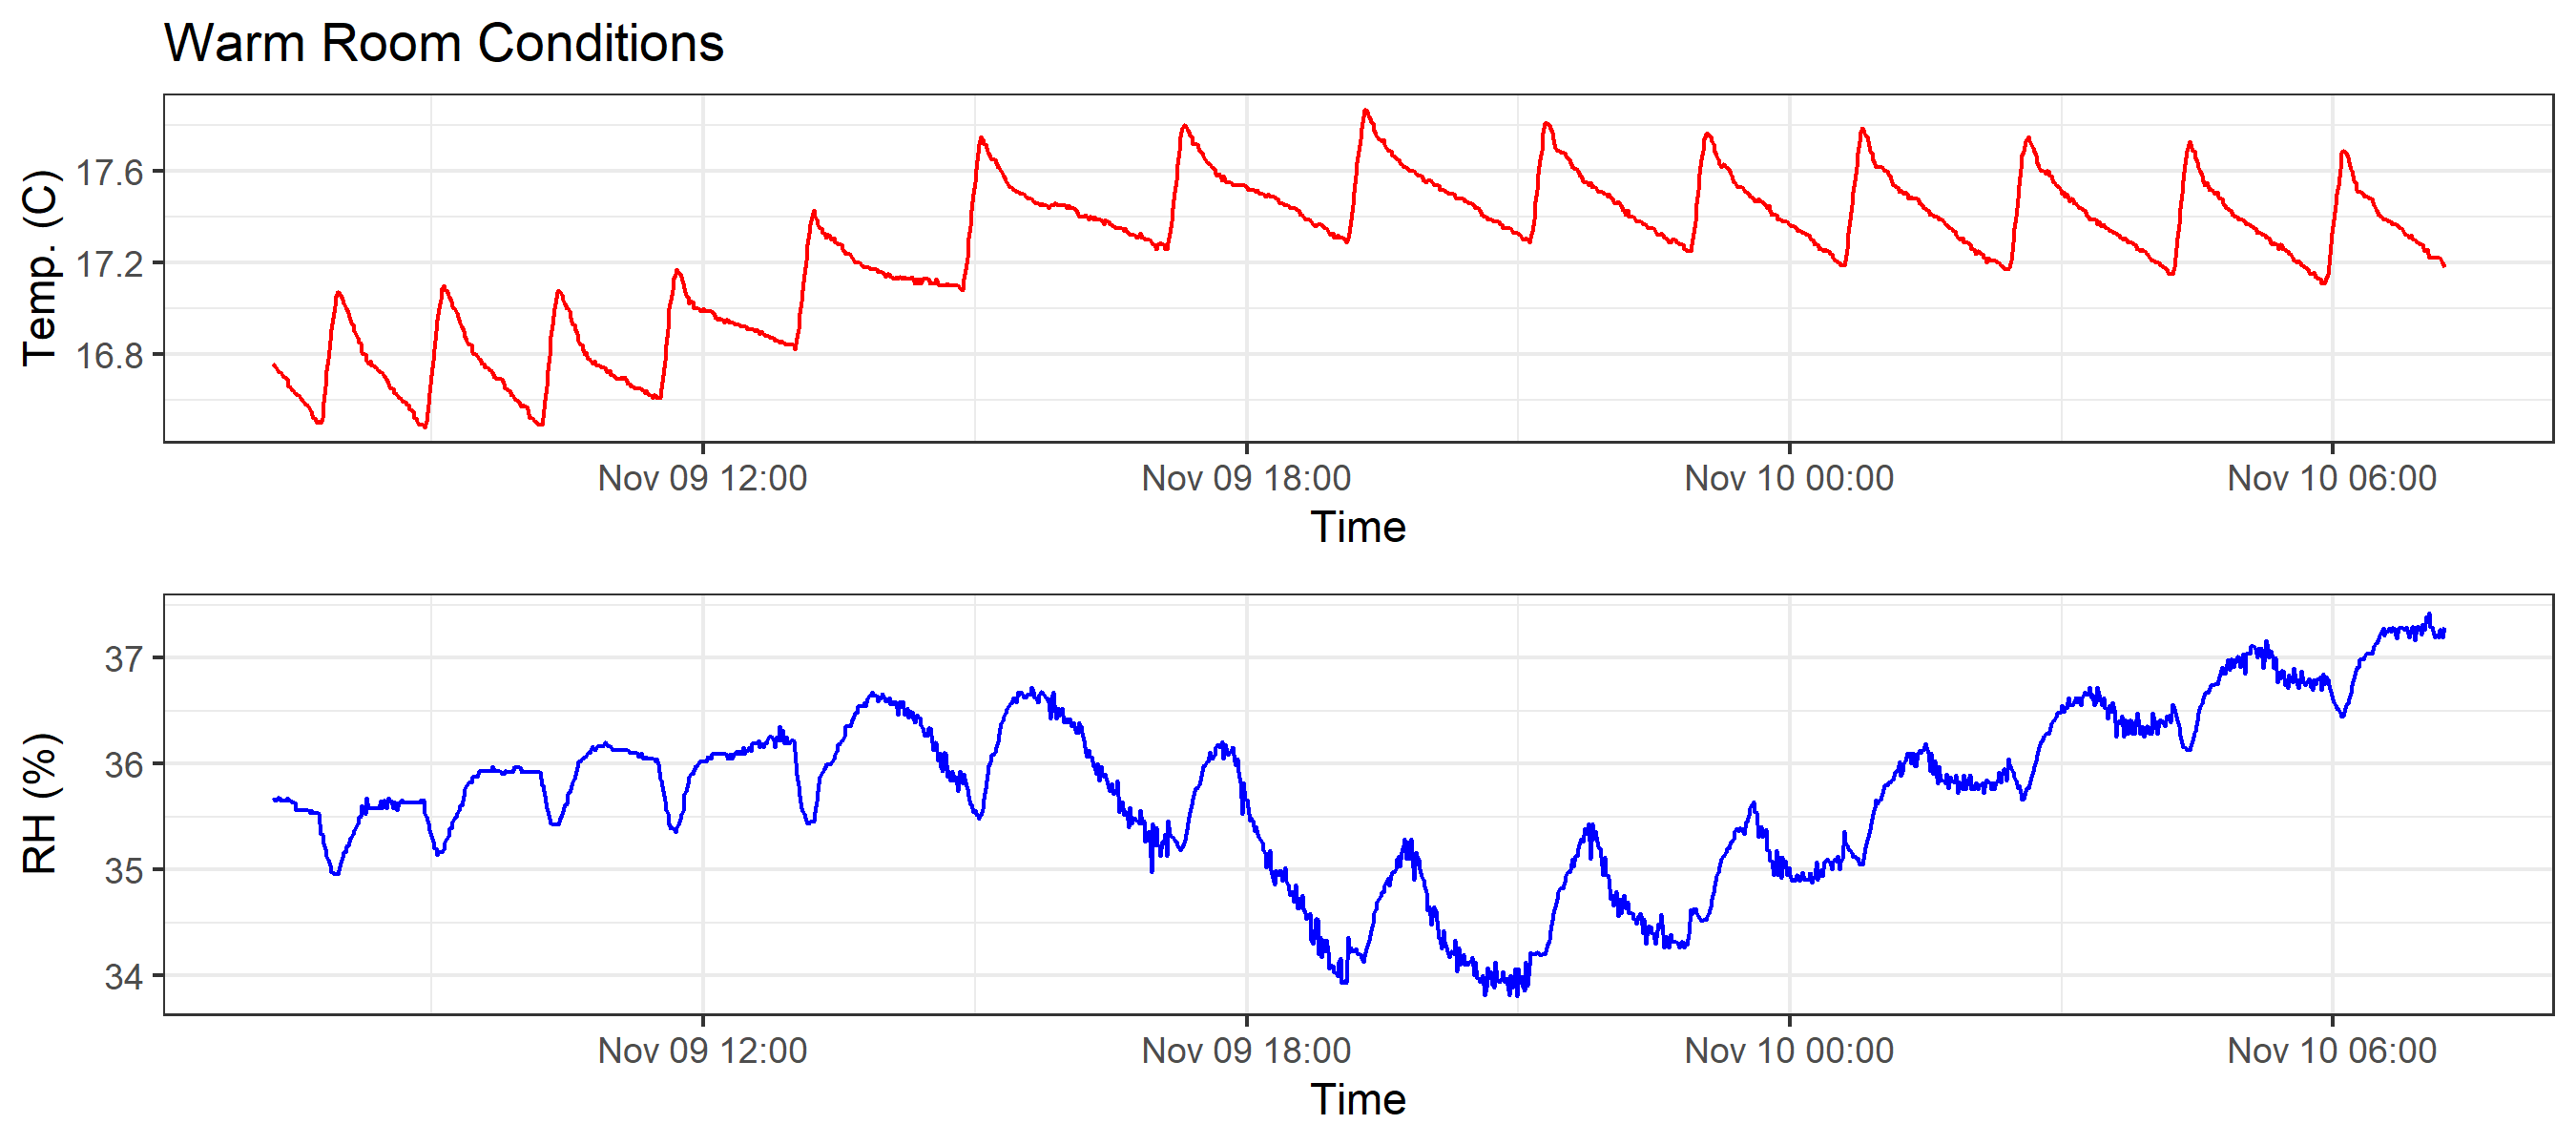 Warm Room Conditions
Temp. (C)
17.6
17.2
16.8
Nov 09 12:00 Nov 09 18:00 Nov 10 00:00 Nov 10 06:00
Time
RH (%)
37
36
35
34
Nov 09 12:00 Nov 09 18:00 Nov 10 00:00 Nov 10 06:00
Time